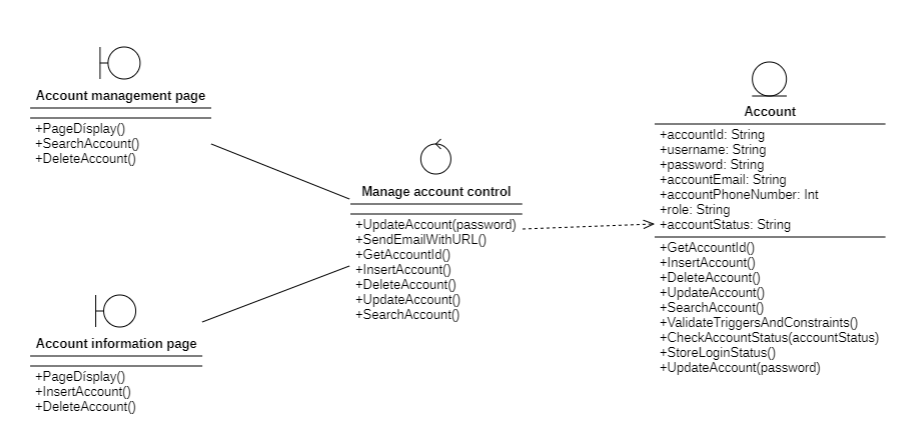 Account management page
+PageDisplay()
+SearchAccount()
+DeleteAccount()
Account information page
+PageDisplay()
+InsertAccount()
+DeleteAccount()
Manage account control
+UpdateAccount(password)
+SendEmailWithURL()
+GetAccountId()
+InsertAccount()
+DeleteAccount()
+UpdateAccount()
+SearchAccount()
Account
+accountId: String
+username: String
+password: String
+accountEmail: String
+accountPhoneNumber: Int
+role: String
+accountStatus: String
+GetAccountId()
+InsertAccount()
+DeleteAccount()
+UpdateAccount()
+SearchAccount()
+ValidateTriggersAndConstraints()
+CheckAccountStatus(accountStatus)
+StoreLoginStatus()
+UpdateAccount(password)